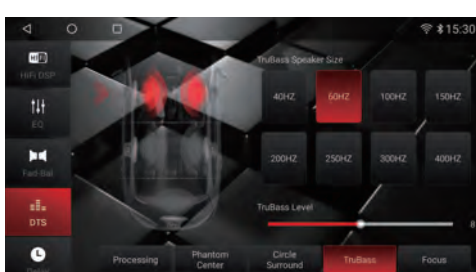 15:30
HiFi
HiFi DSP
EQ
Fad-Bal
DTS
TruBass Speaker Size
40HZ
60HZ
100HZ
150HZ
200HZ
250HZ
300HZ
400HZ
TruBass Level
8
Processing
Phantom
Center
Circle
Surround
TruBass
Focus